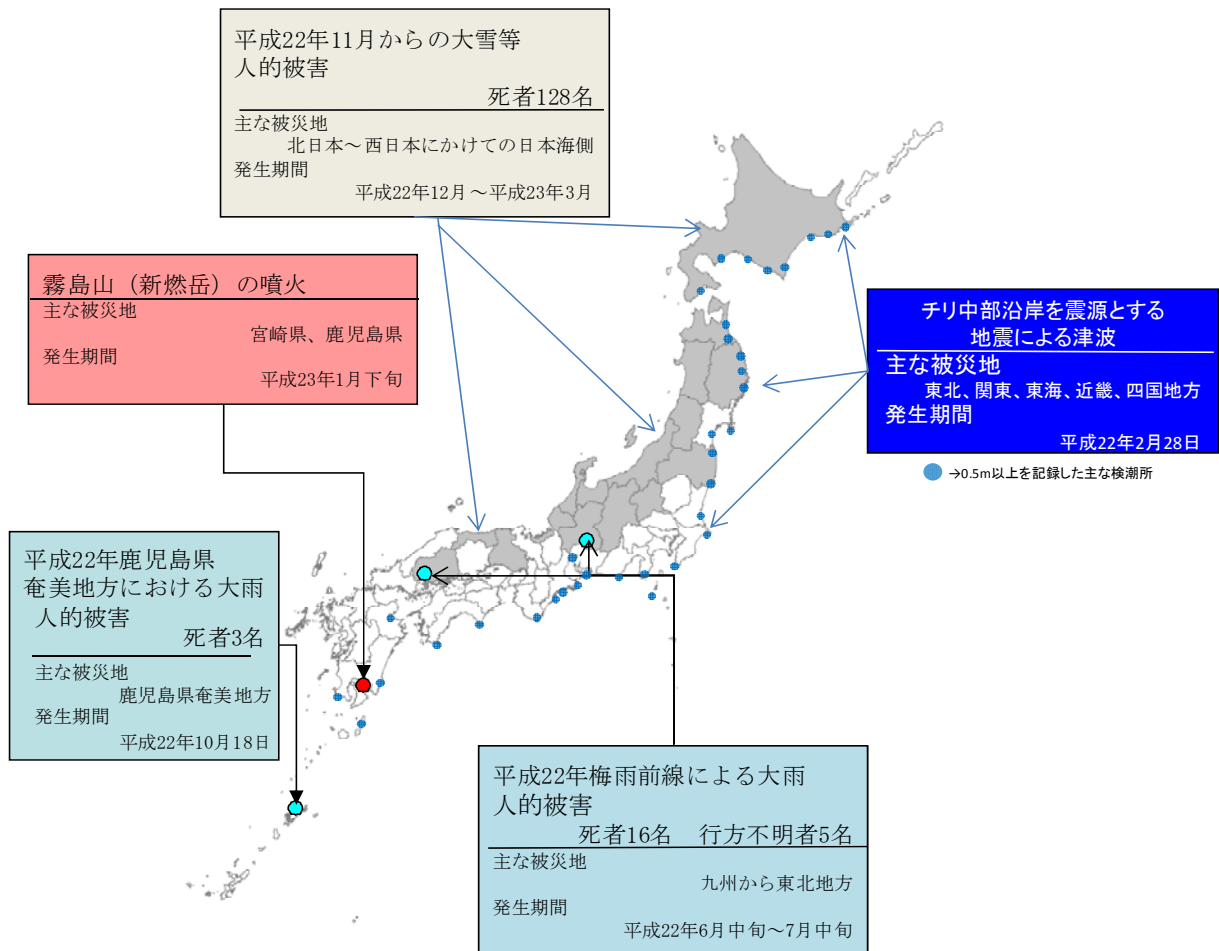 平成22年11月からの大雪等
人的被害
死者128名
主な被災地
北日本～西日本にかけての日本海側
発生期間
平成22年12月～平成23年3月
霧島山（新燃岳）の噴火
主な被災地
宮崎県、鹿児島県
発生期間
平成23年1月下旬
チリ中部沿岸を震源とする
地震による津波
主な被災地
東北、関東、東海、近畿、四国地方
発生期間
平成22年2月28日
→0.5m以上を記録した主な検潮所
平成22年鹿児島県
奄美地方における大雨
人的被害
死者3名
主な被災地
鹿児島県奄美地方
発生期間
平成22年10月18日
平成22年梅雨前線による大雨
人的被害
死者16名　行方不明者5名
主な被災地
九州から東北地方
発生期間
平成22年6月中旬～7月中旬